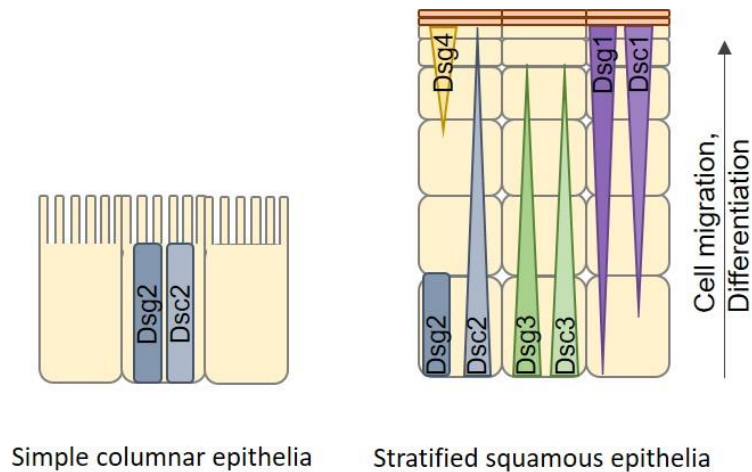 Dsg2
Dsc2
Simple columnar epithelia
Dsg4
Dsg1
Dsc1
Dsg2
Dsc2
Dsg3
Dsc3
Cell migration,
Differentiation
Stratified squamous epithelia